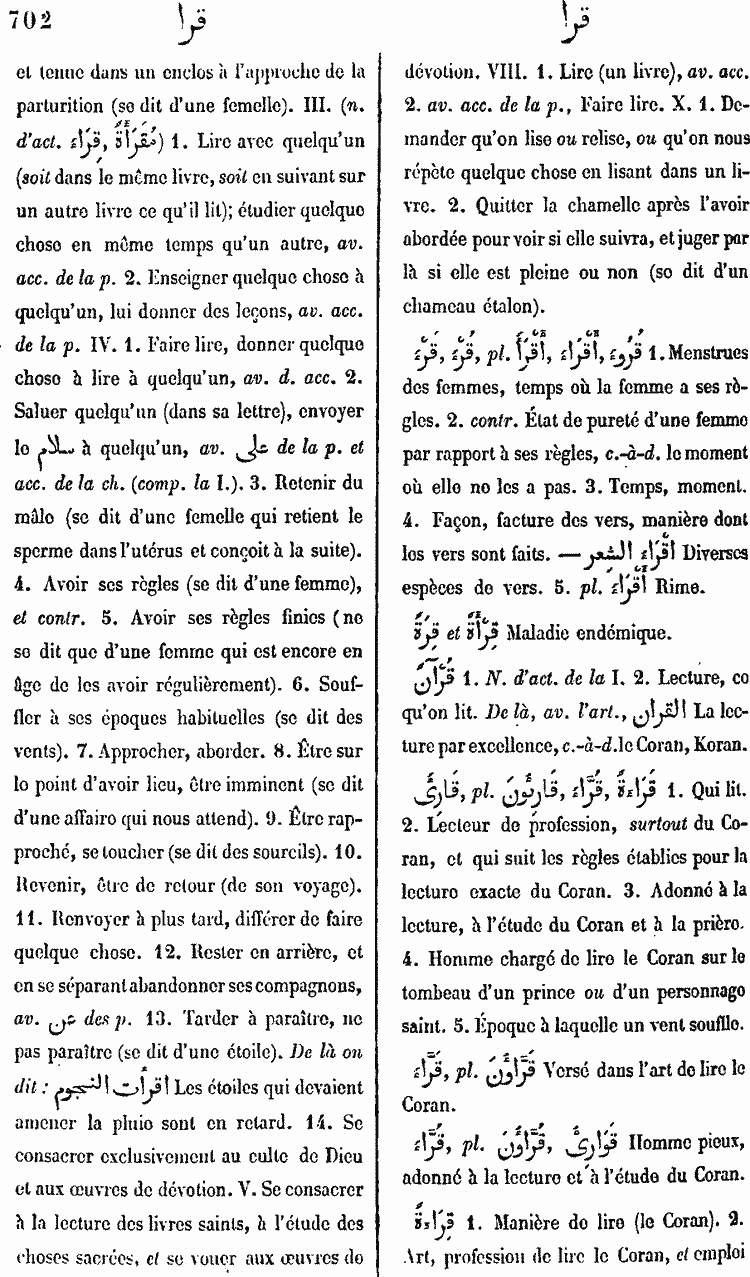 702 قرا قرا
et tenue dans un enclos à l'approche de la
parturition (se dit d'une femelle). III. (n.
d'act. قِرَاء, مُقْرَأَةٌ) 1. Lire avec quelqu'un
(soit dans le même livre, soit en suivant sur
un autre livre ce qu'il lit); étudier quelque
chose en même temps qu'un autre, av.
acc. de la p. 2. Enseigner quelque chose à
quelqu'un, lui donner des leçons, av. acc.
de la p. IV. 1. Faire lire, donner quelque
chose à lire à quelqu'un, av. d. acc. 2.
Saluer quelqu'un (dans sa lettre), envoyer
le سلام à quelqu'un, av. على de la p. et
acc. de la ch. (comp. la I.). 3. Retenir du
mâle (se dit d'une femelle qui retient le
sperme dans l'utérus et conçoit à la suite).
4. Avoir ses règles (se dit d'une femme),
et contr. 5. Avoir ses règles finies (ne
se dit que d'une femme qui est encore en
âge de les avoir régulièrement). 6. Souf-
fler à ses époques habituelles (se dit des
vents). 7. Approcher, aborder. 8. Être sur
le point d'avoir lieu, être imminent (se dit
d'une affaire qui nous attend). 9. Être rap-
proché, se toucher (se dit des sourcils). 10.
Revenir, être de retour (de son voyage).
11. Renvoyer à plus tard, différer de faire
quelque chose. 12. Rester en arrière, et
en se séparant abandonner ses compagnons,
av. عن des p. 13. Tarder à paraître, ne
pas paraître (se dit d'une étoile). De là on
dit : اقرأت النجوم Les étoiles qui devaient
amener la pluie sont en retard. 14. Se
consacrer exclusivement au culte de Dieu
et aux œuvres de dévotion. V. Se consacrer
à la lecture des livres saints, à l'étude des
choses sacrées, et se vouer aux œuvres de
dévotion. VIII. 1. Lire (un livre), av. acc.
2. av. acc. de la p., Faire lire. X. 1. De-
mander qu'on lise ou relise, ou qu'on nous
répète quelque chose en lisant dans un li-
vre. 2. Quitter la chamelle après l'avoir
abordée pour voir si elle suivra, et juger par
là si elle est pleine ou non (se dit d'un
chameau étalon).
قَرْء, قُرْء, pl. أَقْرُأ, أَقْرَاء, قُرُوء 1. Menstrues
des femmes, temps où la femme a ses rè-
gles. 2. contr. État de pureté d'une femme
par rapport à ses règles, c.-à-d. le moment
où elle ne les a pas. 3. Temps, moment.
4. Façon, facture des vers, manière dont
les vers sont faits. — أَقْرَاء الشِعر Diverses
espèces de vers. 5. pl. أَقْرَاء Rime.
قِرَةٌ et قِرْأَةٌ Maladie endémique.
قُرْآنٌ 1. N. d'act. de la I. 2. Lecture, ce
qu'on lit. De là, av. l'art., القران La lec-
ture par excellence, c.-à-d. le Coran, Koran.
قَارِئٌ, pl. قَارِئُونَ, قُرَّاء, قَرَاءةٌ 1. Qui lit.
2. Lecteur de profession, surtout du Co-
ran, et qui suit les règles établies pour la
lecture exacte du Coran. 3. Adonné à la
lecture, à l'étude du Coran et à la prière.
4. Homme chargé de lire le Coran sur le
tombeau d'un prince ou d'un personnage
saint. 5. Époque à laquelle un vent souffle.
قَرَّاء, pl. قَرَّاؤُونَ Versé dans l'art de lire le
Coran.
قُرَّاء, pl. قُرَّاؤُونَ, قَوَارِئُ Homme pieux,
adonné à la lecture et à l'étude du Coran.
قِرَاءةٌ 1. Manière de lire (le Coran). 2.
Art, profession de lire le Coran, et emploi